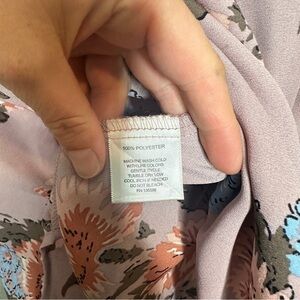 100% POLYESTER
MACHINE WASH COLD
WITH LIKE COLORS
GENTLE CYCLE
TUMBLE DRY LOW
COOL IRON IF NEEDED
DO NOT BLEACH
RN